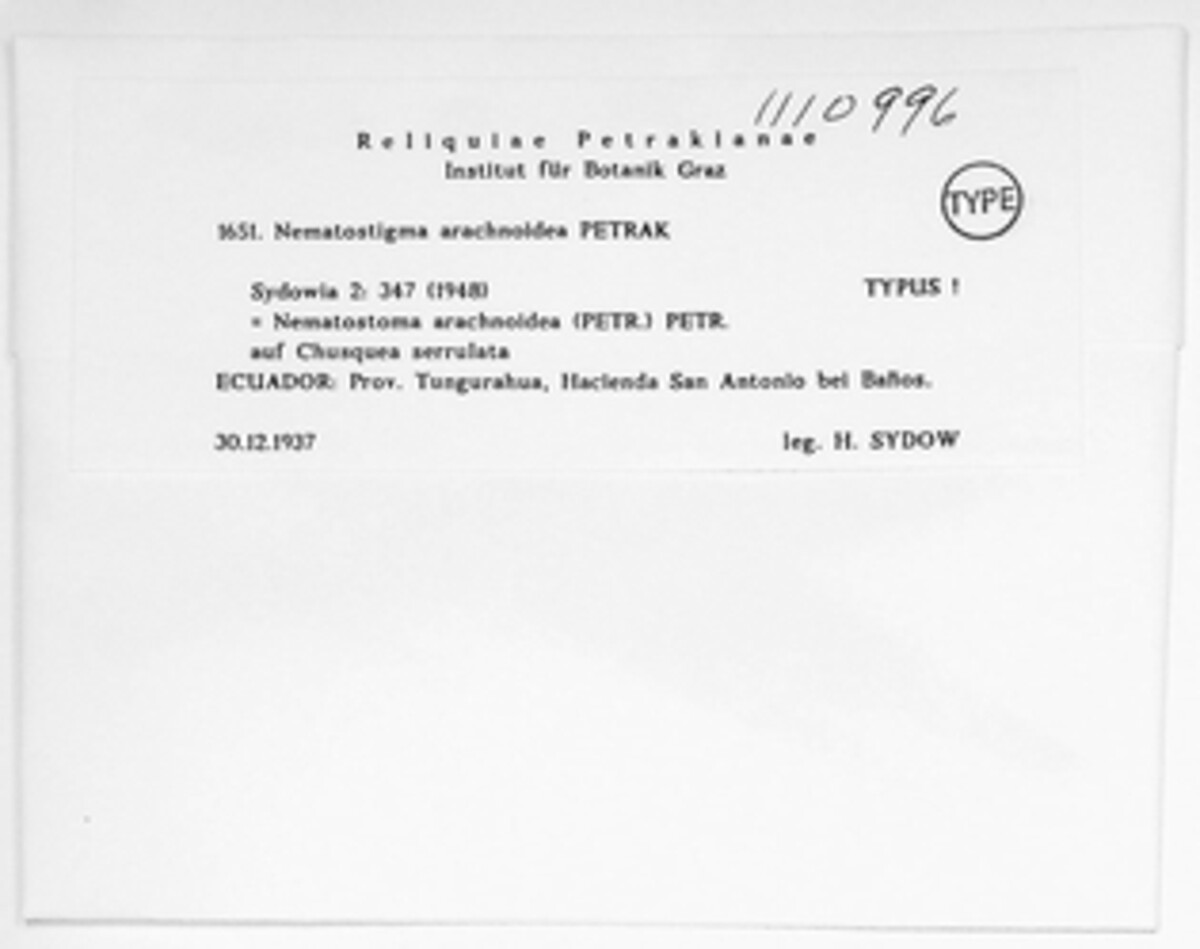 1110996
Reliquiae Petrakianae
Institut für Botanik Graz
TYPE
1651. Nematostigma arachnoidea PETRAK
Sydowia 2: 347 (1948) TYPUS !
= Nematostoma arachnoidea (PETR.) PETR.
auf Chusquea serrulata
ECUADOR: Prov. Tungurahua, Hacienda San Antonio bei Baños.
30.12.1937 leg. H. SYDOW